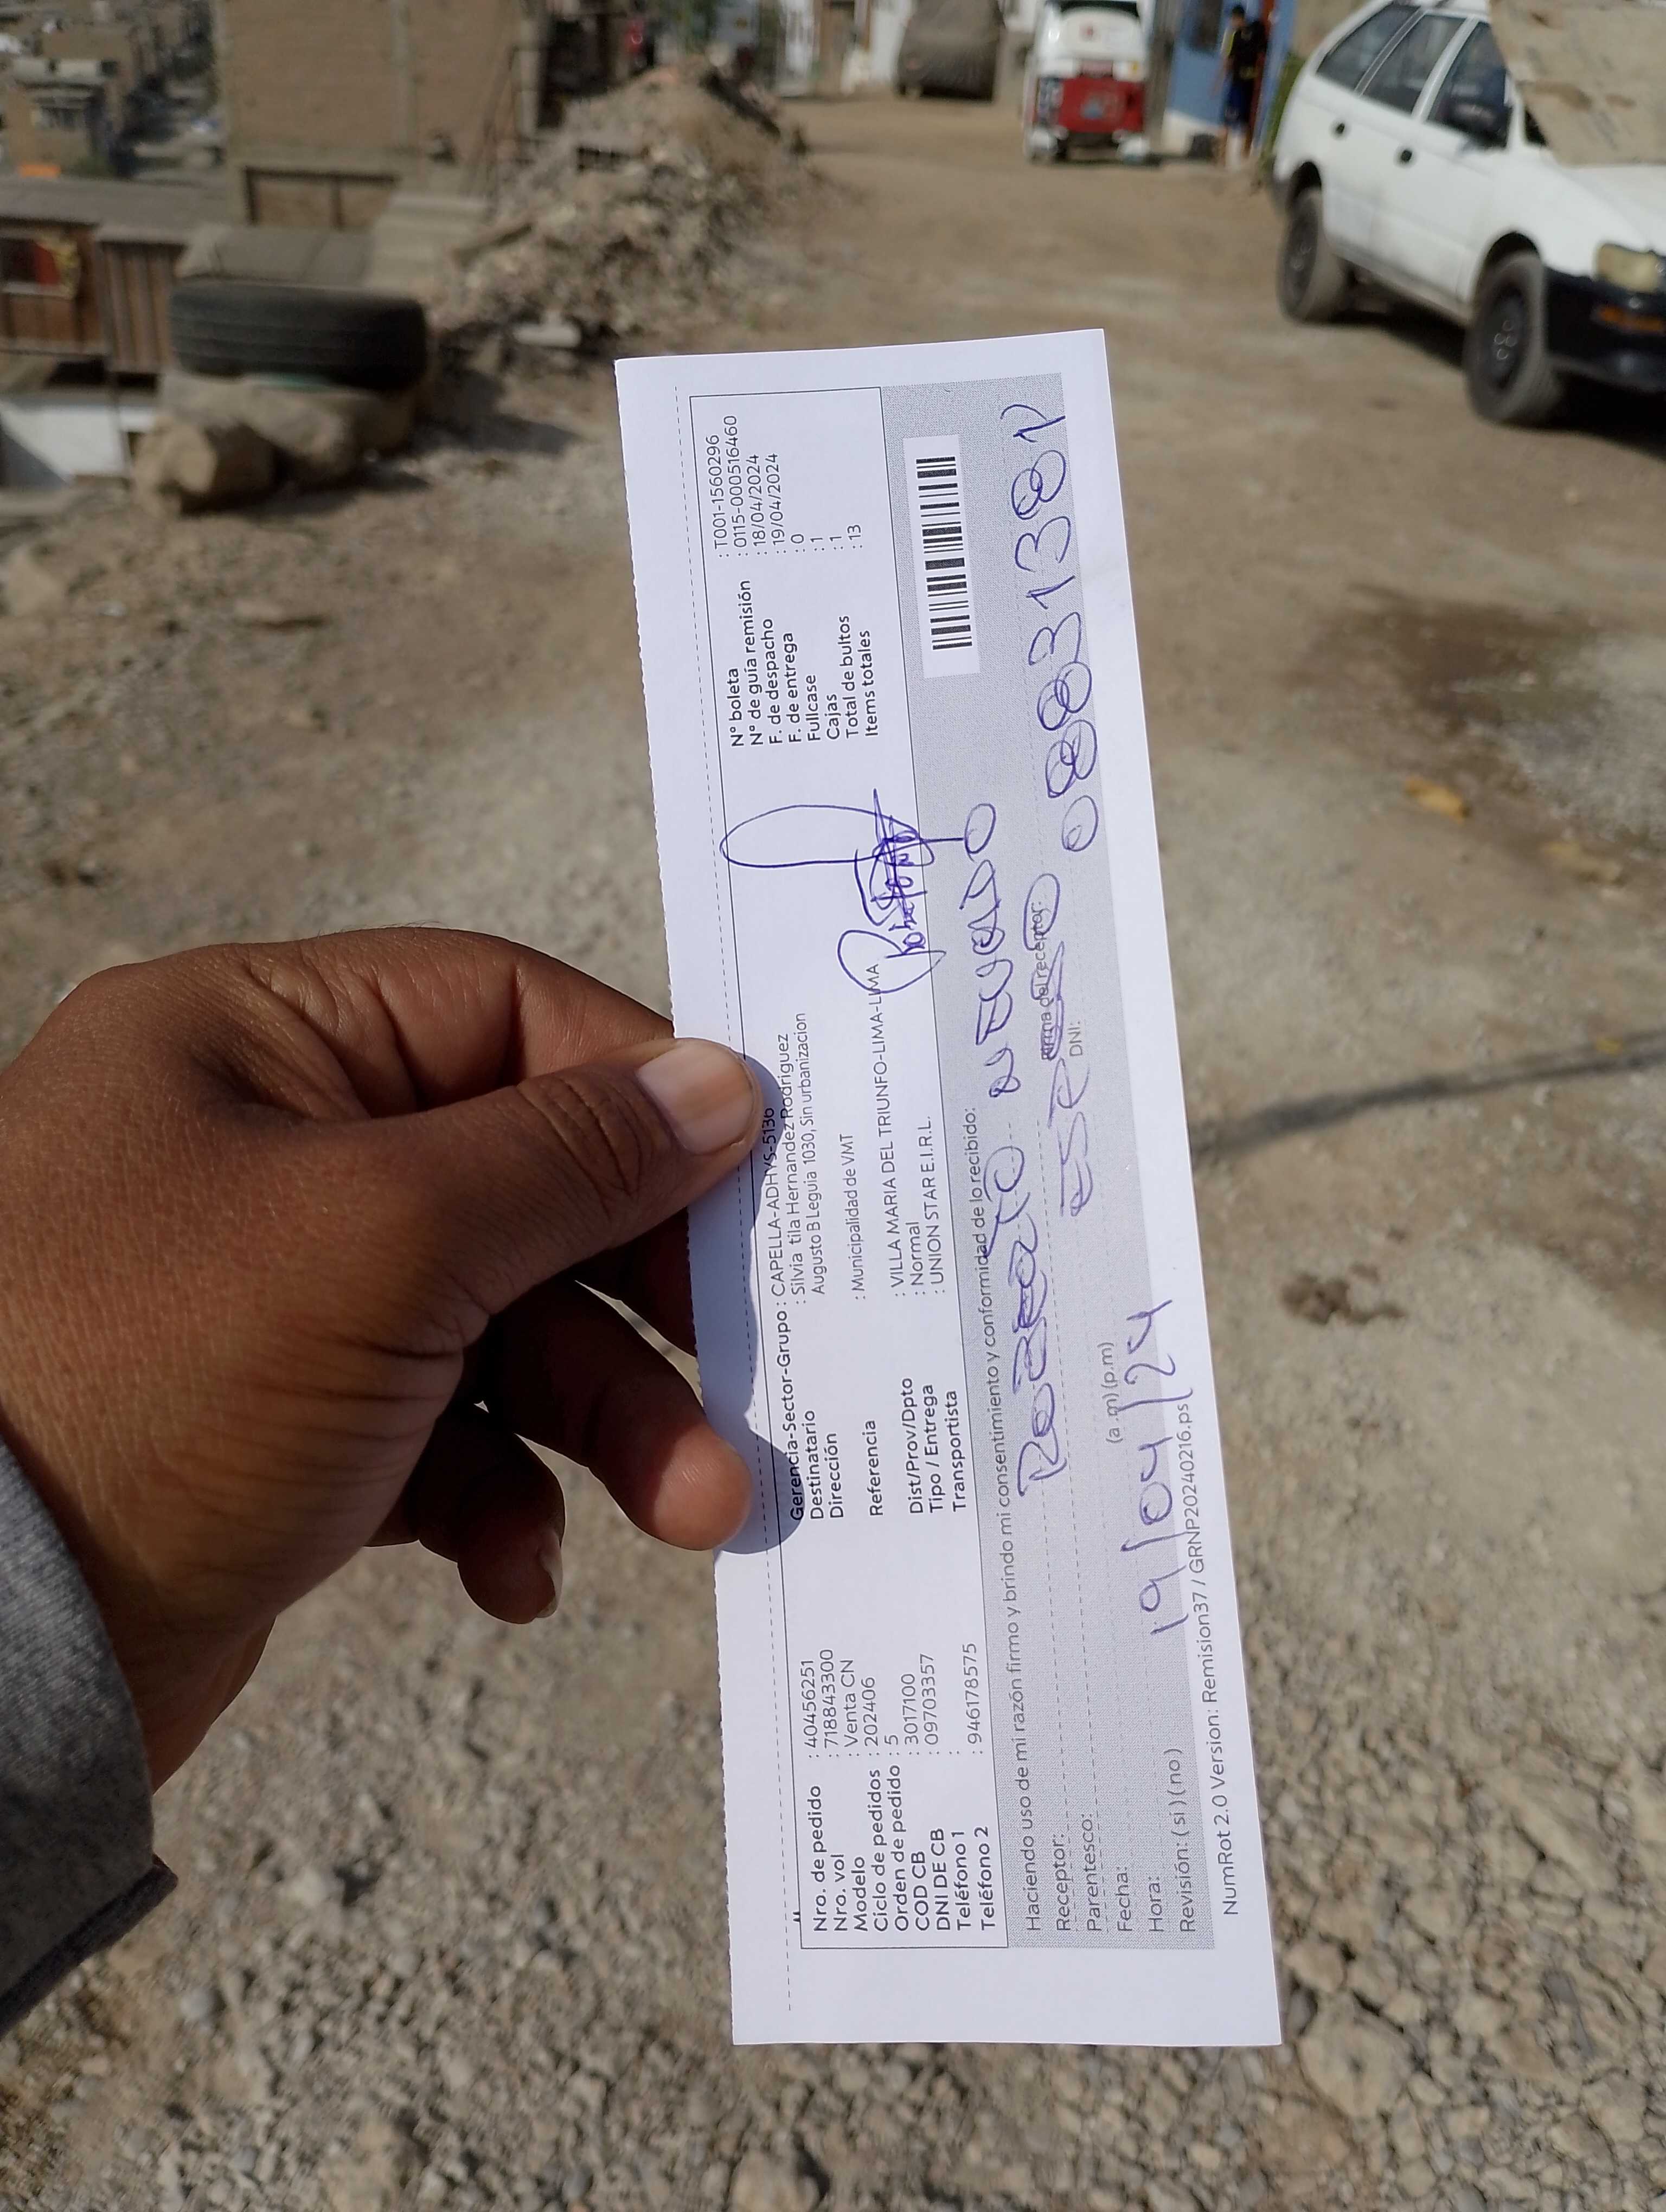 Nro. de pedido : 40456251
Nro. vol : 718843300
Modelo : Venta CN
Ciclo de pedidos : 202406
Orden de pedido : 5
COD CB : 3017100
DNI DE CB : 09703357
Teléfono 1 :
Teléfono 2 : 946178575
Gerencia-Sector-Grupo : CAPELLA-ADHYS-5136
Destinatario : Silvia tila Hernandez Rodriguez
Dirección Augusto B Leguia 1030, Sin urbanizacion
Referencia : Municipalidad de VMT
Dist/Prov/Dpto : VILLA MARIA DEL TRIUNFO-LIMA-LIMA
Tipo / Entrega : Normal
Transportista : UNION STAR E.I.R.L.
N° boleta : T001-1560296
N° de guía remisión : 0115-000516460
F. de despacho : 18/04/2024
F. de entrega : 19/04/2024
Fullcase : 0
Cajas : 1
Total de bultos : 1
Items totales : 13
Haciendo uso de mi razón firmo y brindo mi consentimiento y conformidad de lo recibido:
Receptor:
Parentesco: Firma del receptor:
Fecha: (a .m) (p.m) DNI:
Hora: 19/04/24
Revisión: ( si ) ( no )
NumRot 2.0 Version: Remision37 / GRNP20240216.ps